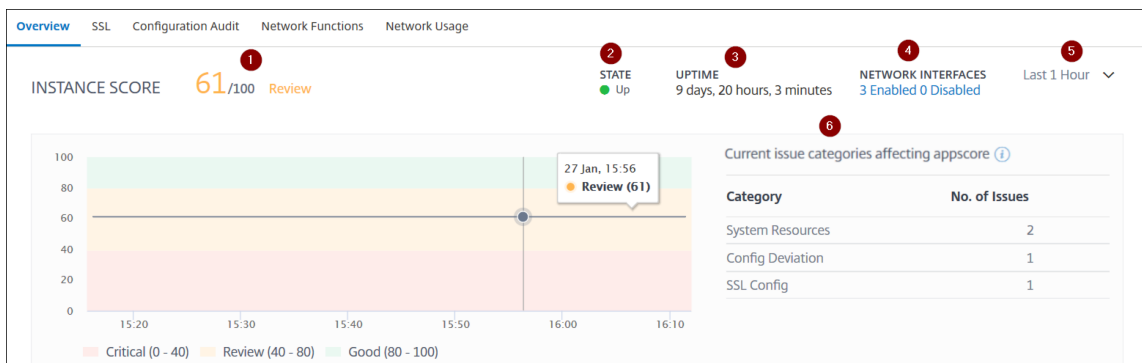 Overview SSL Configuration Audit Network Functions Network Usage
1 2 3 4 5
INSTANCE SCORE 61/100 Review
STATE
Up
UPTIME
9 days, 20 hours, 3 minutes
NETWORK INTERFACES
3 Enabled 0 Disabled
Last 1 Hour
6
Current issue categories affecting appscore
Category No. of Issues
System Resources 2
Config Deviation 1
SSL Config 1
27 Jan, 15:56
Review (61)
100
80
60
40
20
0
15:20 15:30 15:40 15:50 16:00 16:10
Critical (0 - 40) Review (40 - 80) Good (80 - 100)